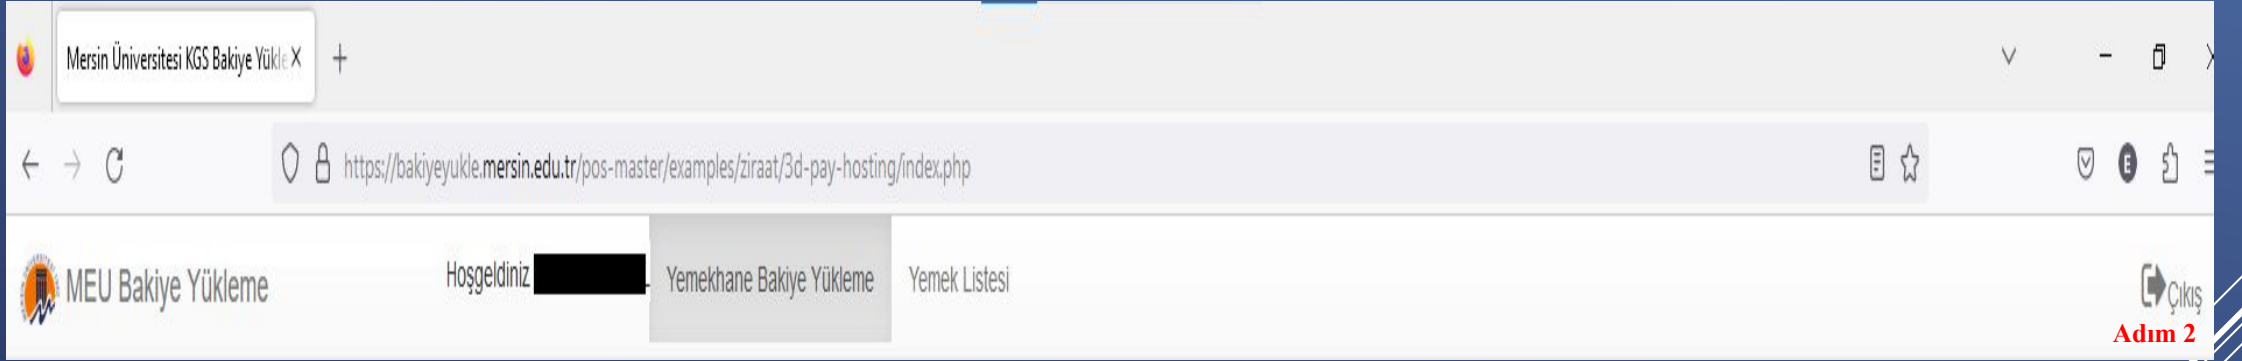 Mersin Üniversitesi KGS Bakiye Yükle
https://bakiyeyukle.mersin.edu.tr/pos-master/examples/ziraat/3d-pay-hosting/index.php
E
MEU Bakiye Yükleme Hoşgeldiniz Yemekhane Bakiye Yükleme Yemek Listesi Çıkış
Adım 2